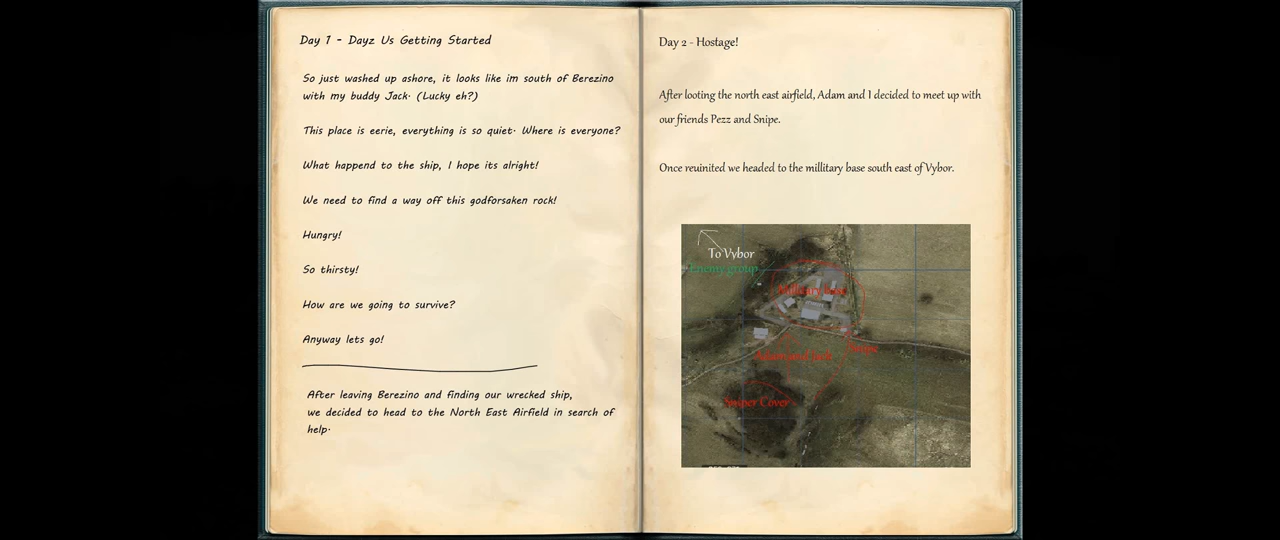 Day 1 - Dayz Us Getting Started
So just washed up ashore, it looks like im south of Berezino
with my buddy Jack. (Lucky eh?)
This place is eerie, everything is so quiet. Where is everyone?
What happend to the ship, I hope its alright!
We need to find a way off this godforsaken rock!
Hungry!
So thirsty!
How are we going to survive?
Anyway lets go!
After leaving Berezino and finding our wrecked ship,
we decided to head to the North East Airfield in search of
help.
Day 2 - Hostage!
After looting the north east airfield, Adam and I decided to meet up with
our friends Pezz and Snipe.
Once reuinited we headed to the millitary base south east of Vybor.
To Vybor
Enemy group
Millitary base
Snipe
Adam and Jack
Sniper Cover